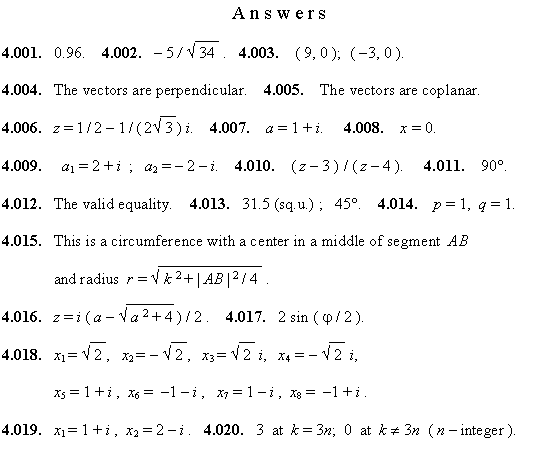 Answers
4.001. 0.96. 4.002. −5/√34 . 4.003. (9,0); (−3,0).
4.004. The vectors are perpendicular. 4.005. The vectors are coplanar.
4.006. z=1/2−1/(2√3)i. 4.007. a=1+i. 4.008. x=0.
4.009. a₁=2+i ; a₂=−2−i. 4.010. (z−3)/(z−4). 4.011. 90°.
4.012. The valid equality. 4.013. 31.5 (sq.u.) ; 45°. 4.014. p=1, q=1.
4.015. This is a circumference with a center in a middle of segment AB
and radius r=√(k²+|AB|²/4) .
4.016. z=i(a−√(a²+4))/2. 4.017. 2 sin (φ/2).
4.018. x₁=√2, x₂=−√2, x₃=√2 i, x₄=−√2 i,
x₅=1+i, x₆= −1−i, x₇=1−i, x₈= −1+i.
4.019. x₁=1+i, x₂=2−i. 4.020. 3 at k=3n; 0 at k≠3n (n−integer).